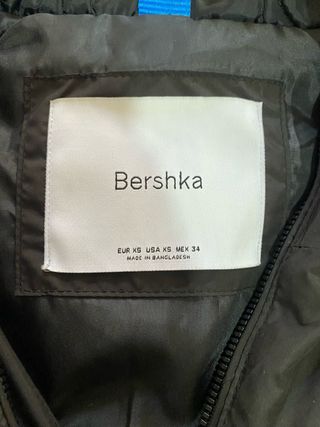 Bershka
EUR XS USA XS MEX 34
MADE IN BANGLADESH